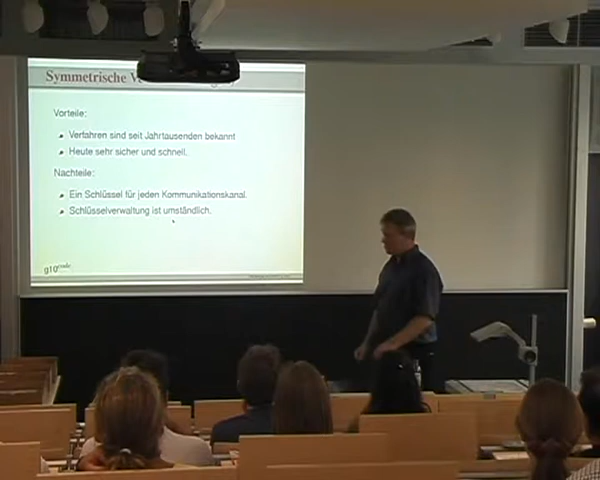 Symmetrische
Vorteile:
Verfahren sind seit Jahrtausenden bekannt
Heute sehr sicher und schnell.
Nachteile:
Ein Schlüssel für jeden Kommunikationskanal.
Schlüsselverwaltung ist umständlich.
g10code